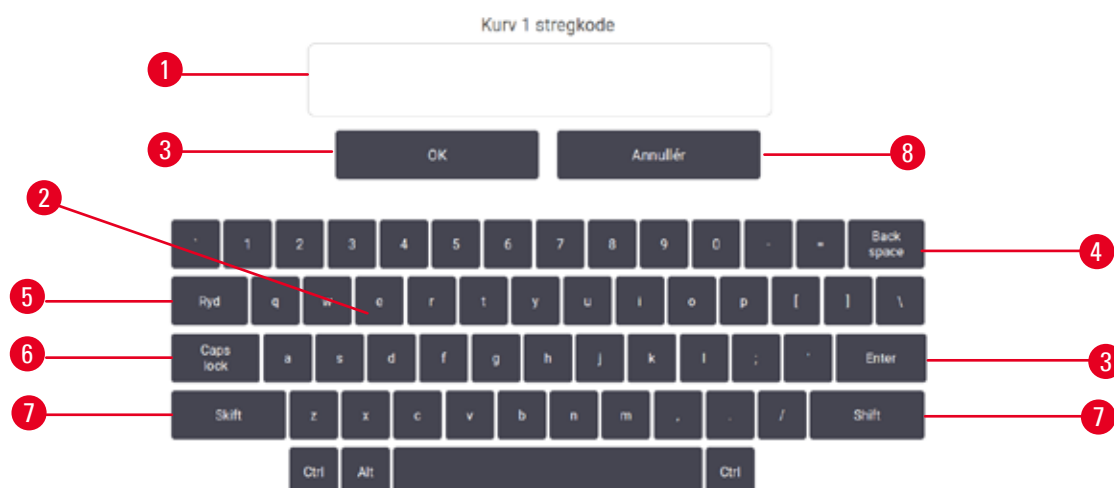 Kurv 1 stregkode
1
3 OK Annullér 8
2
` 1 2 3 4 5 6 7 8 9 0 - = Back space 4
5 Ryd q w e r t y u i o p [ ] \
6 Caps lock a s d f g h j k l ; ' Enter 3
7 Skift z x c v b n m , . / Shift 7
Ctrl Alt Ctrl